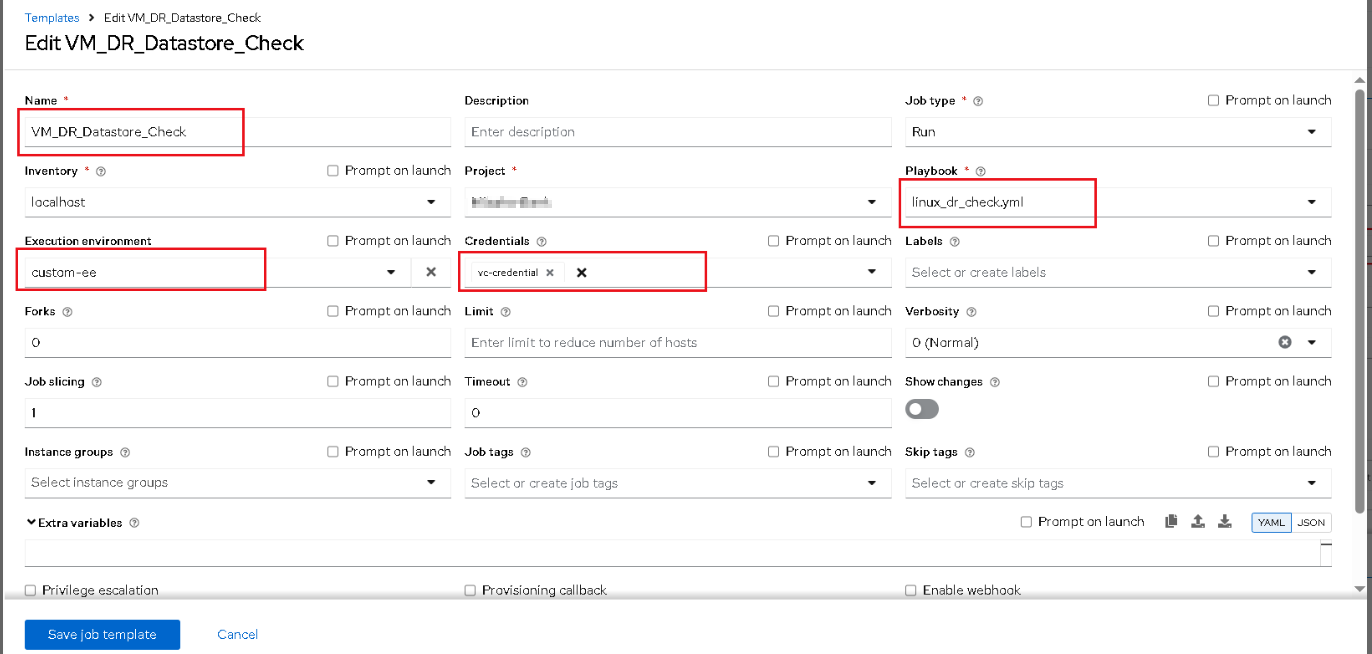 Templates > Edit VM_DR_Datastore_Check
Edit VM_DR_Datastore_Check
Name * Description Job type * Prompt on launch
VM_DR_Datastore_Check Enter description Run
Inventory * Prompt on launch Project * Playbook *
localhost linux_dr_check.yml
Execution environment Prompt on launch Credentials Prompt on launch Labels Prompt on launch
custom-ee vc-credential Select or create labels
Forks Prompt on launch Limit Prompt on launch Verbosity Prompt on launch
0 Enter limit to reduce number of hosts 0 (Normal)
Job slicing Prompt on launch Timeout Prompt on launch Show changes Prompt on launch
1 0
Instance groups Prompt on launch Job tags Prompt on launch Skip tags Prompt on launch
Select instance groups Select or create job tags Select or create skip tags
Extra variables Prompt on launch YAML JSON
Privilege escalation Provisioning callback Enable webhook
Save job template Cancel